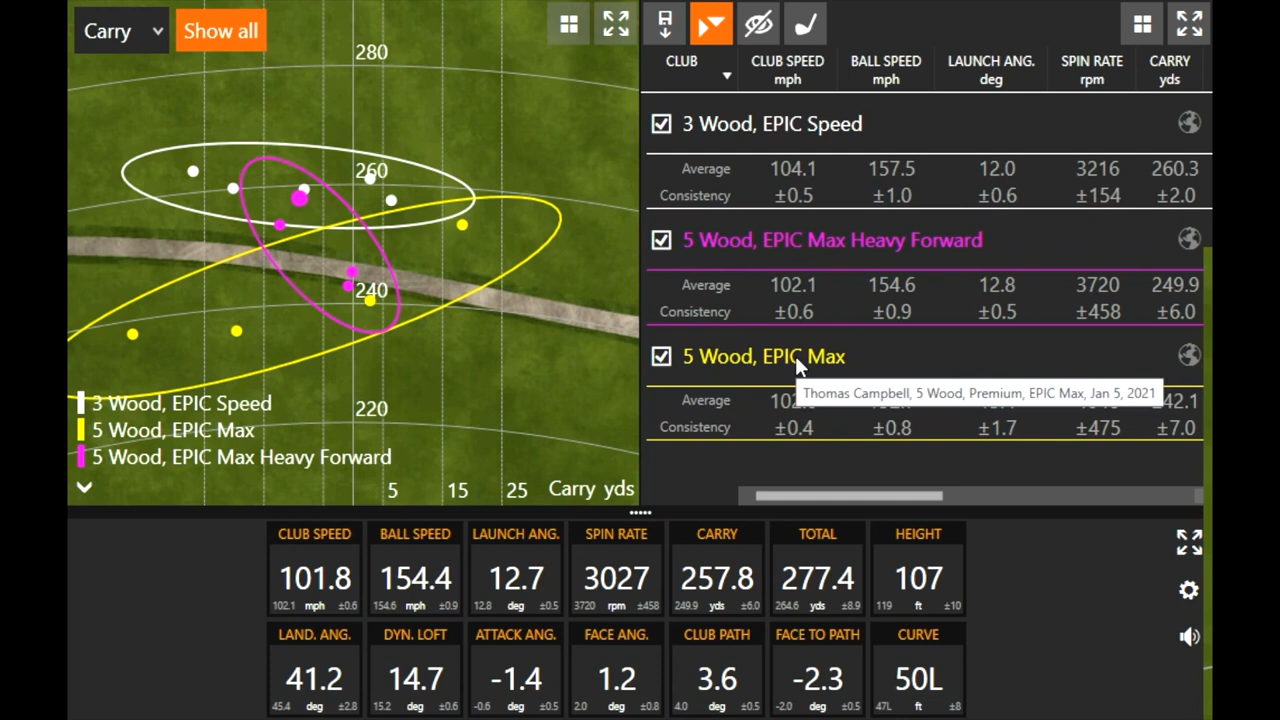 Carry
Show all
280
260
240
220
3 Wood, EPIC Speed
5 Wood, EPIC Max
5 Wood, EPIC Max Heavy Forward
5 15 25 Carry yds
CLUB CLUB SPEED BALL SPEED LAUNCH ANG. SPIN RATE CARRY
mph mph deg rpm yds
3 Wood, EPIC Speed
Average 104.1 157.5 12.0 3216 260.3
Consistency ±0.5 ±1.0 ±0.6 ±154 ±2.0
5 Wood, EPIC Max Heavy Forward
Average 102.1 154.6 12.8 3720 249.9
Consistency ±0.6 ±0.9 ±0.5 ±458 ±6.0
5 Wood, EPIC Max
Thomas Campbell, 5 Wood, Premium, EPIC Max, Jan 5, 2021
Average
Consistency ±0.4 ±0.8 ±1.7 ±475 ±7.0
CLUB SPEED BALL SPEED LAUNCH ANG. SPIN RATE CARRY TOTAL HEIGHT
101.8 154.4 12.7 3027 257.8 277.4 107
102.1 mph ±0.6 154.6 mph ±0.9 12.8 deg ±0.5 3720 rpm ±458 249.9 yds ±6.0 264.6 yds ±8.9 119 ft ±10
LAND. ANG. DYN. LOFT ATTACK ANG. FACE ANG. CLUB PATH FACE TO PATH CURVE
41.2 14.7 -1.4 1.2 3.6 -2.3 50L
45.4 deg ±2.8 15.2 deg ±0.6 -0.6 deg ±0.5 2.0 deg ±0.8 4.0 deg ±0.5 -2.0 deg ±0.5 47L ft ±8